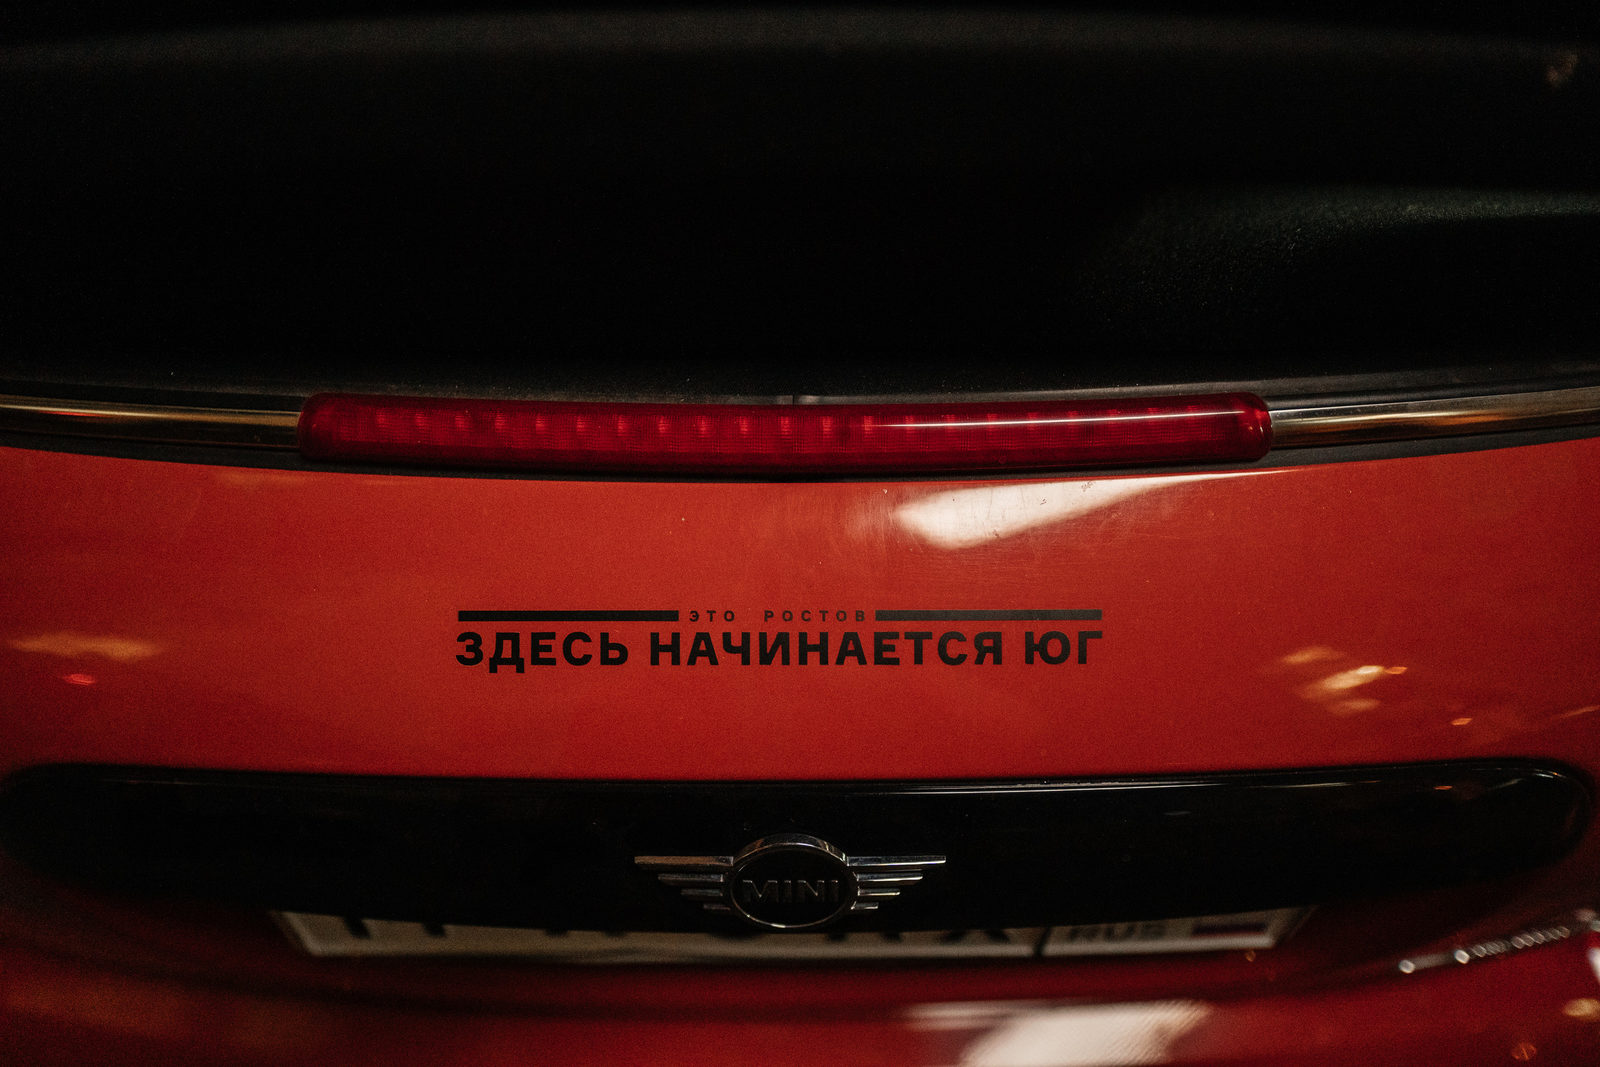 ЭТО РОСТОВ
ЗДЕСЬ НАЧИНАЕТСЯ ЮГ
MINI
RUS